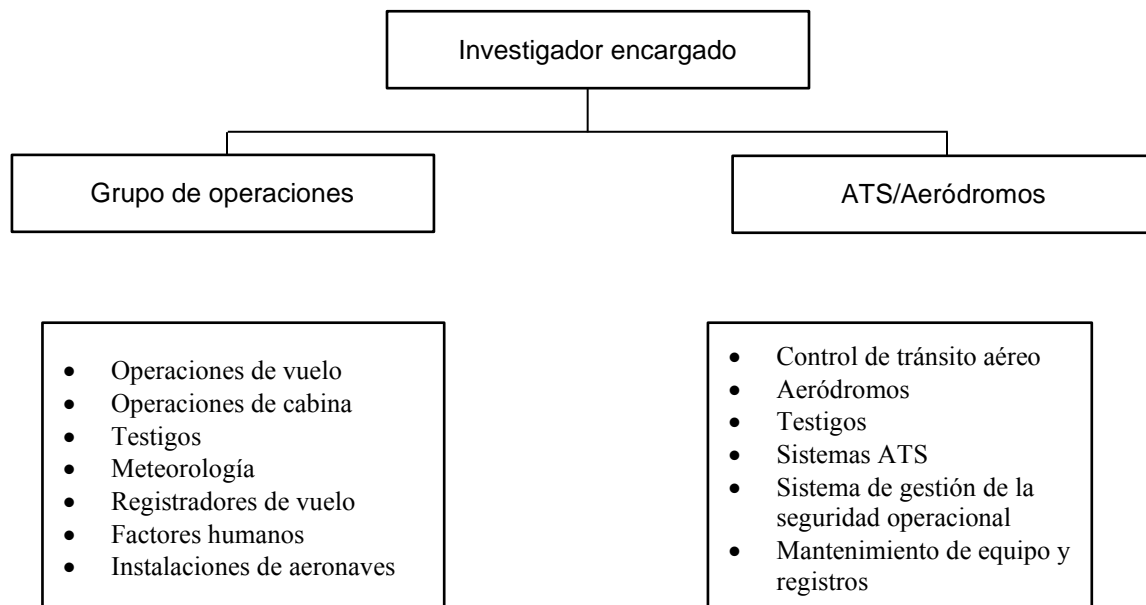 Investigador encargado
Grupo de operaciones
ATS/Aeródromos
• Operaciones de vuelo
• Operaciones de cabina
• Testigos
• Meteorología
• Registradores de vuelo
• Factores humanos
• Instalaciones de aeronaves
• Control de tránsito aéreo
• Aeródromos
• Testigos
• Sistemas ATS
• Sistema de gestión de la
seguridad operacional
• Mantenimiento de equipo y
registros